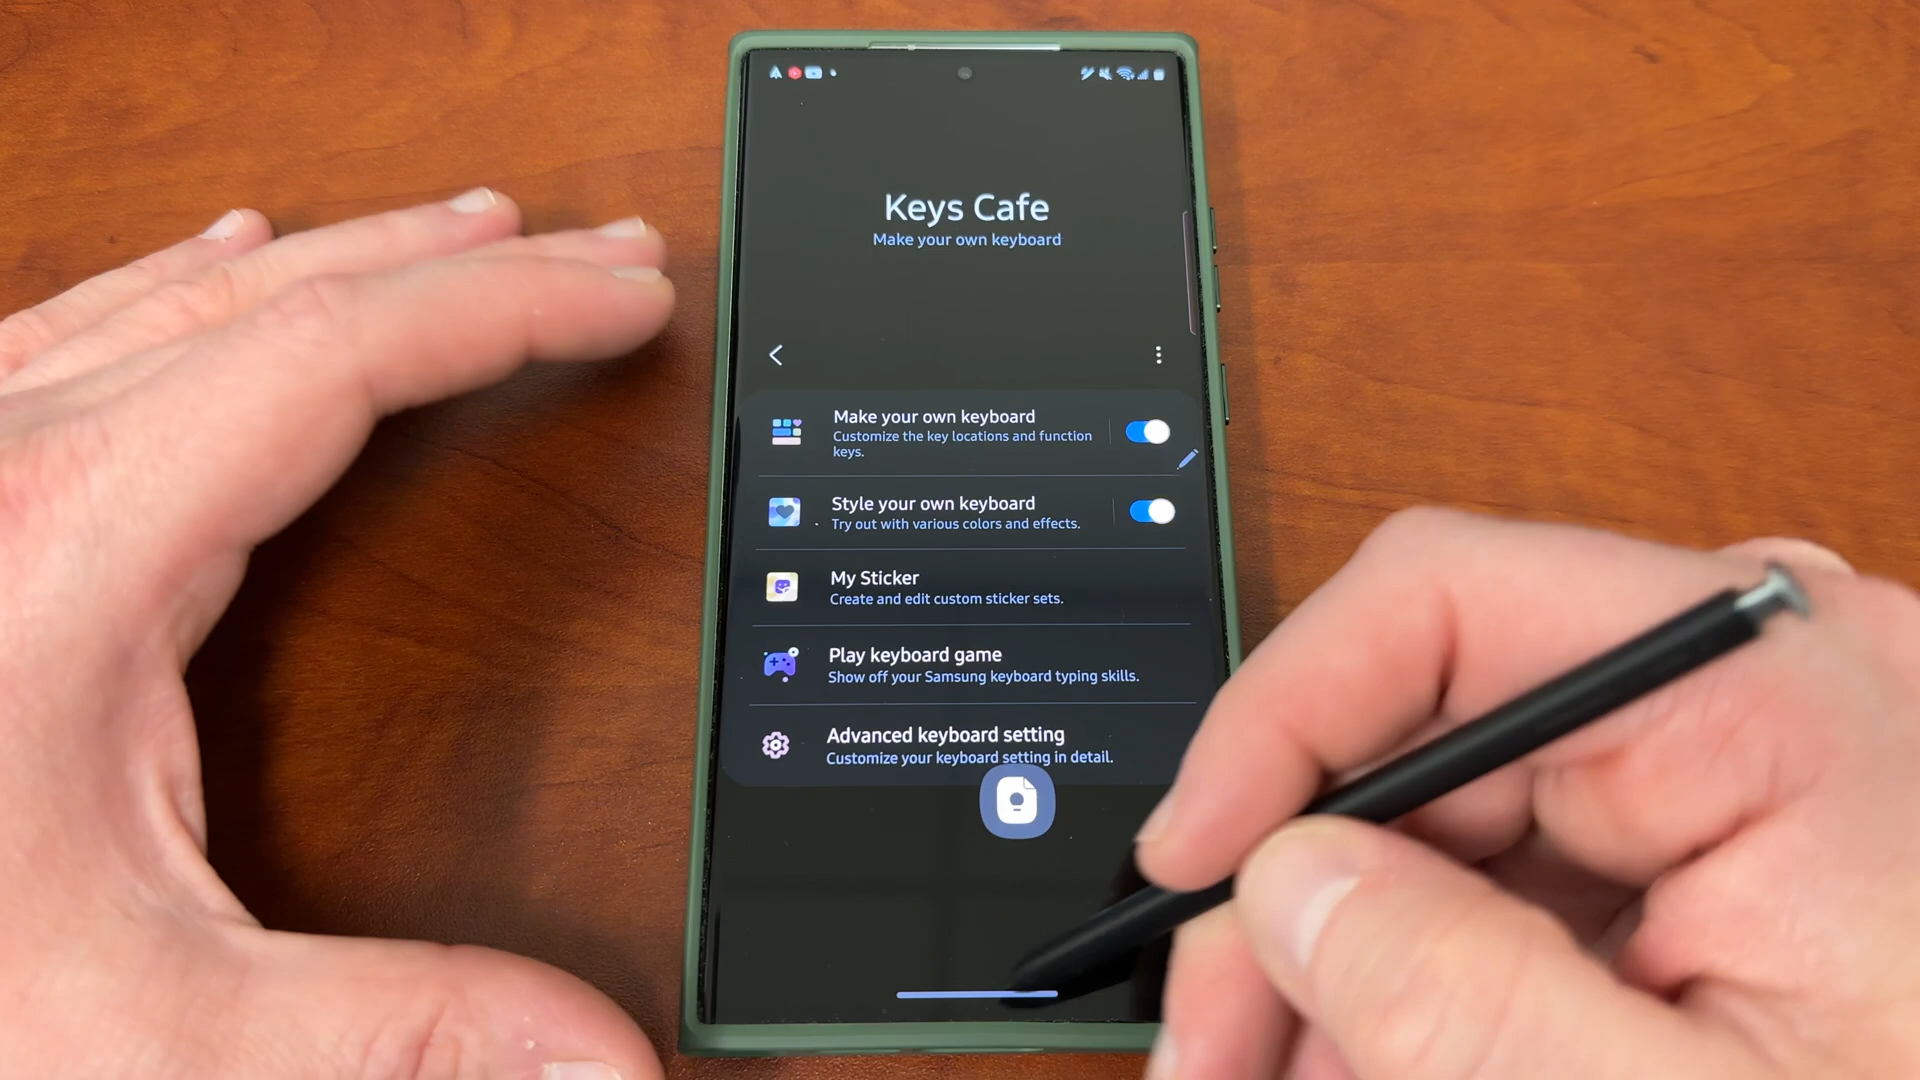 Keys Cafe
Make your own keyboard
Make your own keyboard
Customize the key locations and function
keys.
Style your own keyboard
Try out with various colors and effects.
My Sticker
Create and edit custom sticker sets.
Play keyboard game
Show off your Samsung keyboard typing skills.
Advanced keyboard setting
Customize your keyboard setting in detail.